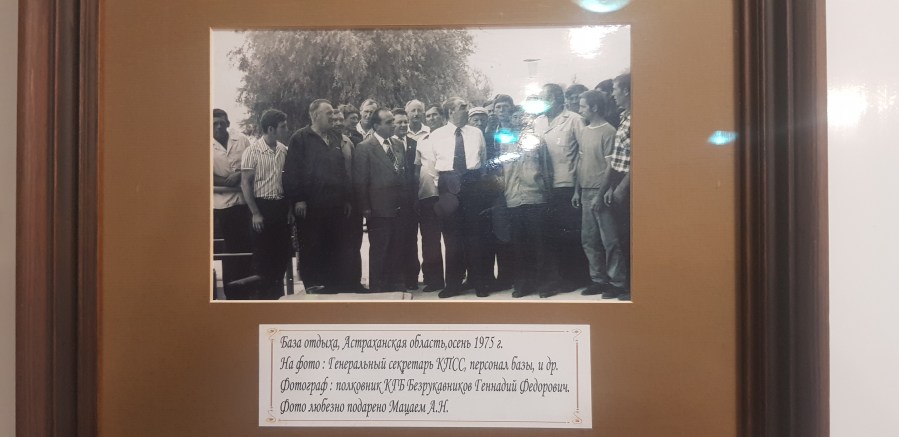 База отдыха, Астраханская область,осень 1975 г.
На фото : Генеральный секретарь КПСС, персонал базы, и др.
Фотограф : полковник КГБ Безрукавников Геннадий Федорович.
Фото любезно подарено Мацаем А.Н.